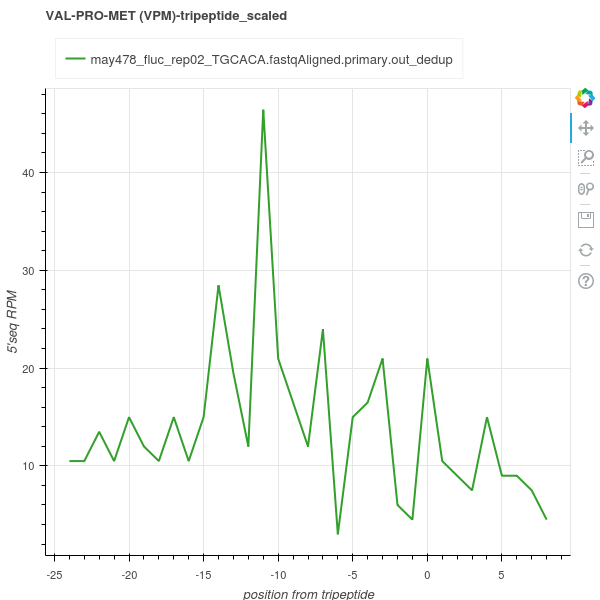 VAL-PRO-MET (VPM)-tripeptide_scaled
may478_fluc_rep02_TGCACA.fastqAligned.primary.out_dedup
40
30
20
10
5'seq RPM
-25 -20 -15 -10 -5 0 5
position from tripeptide